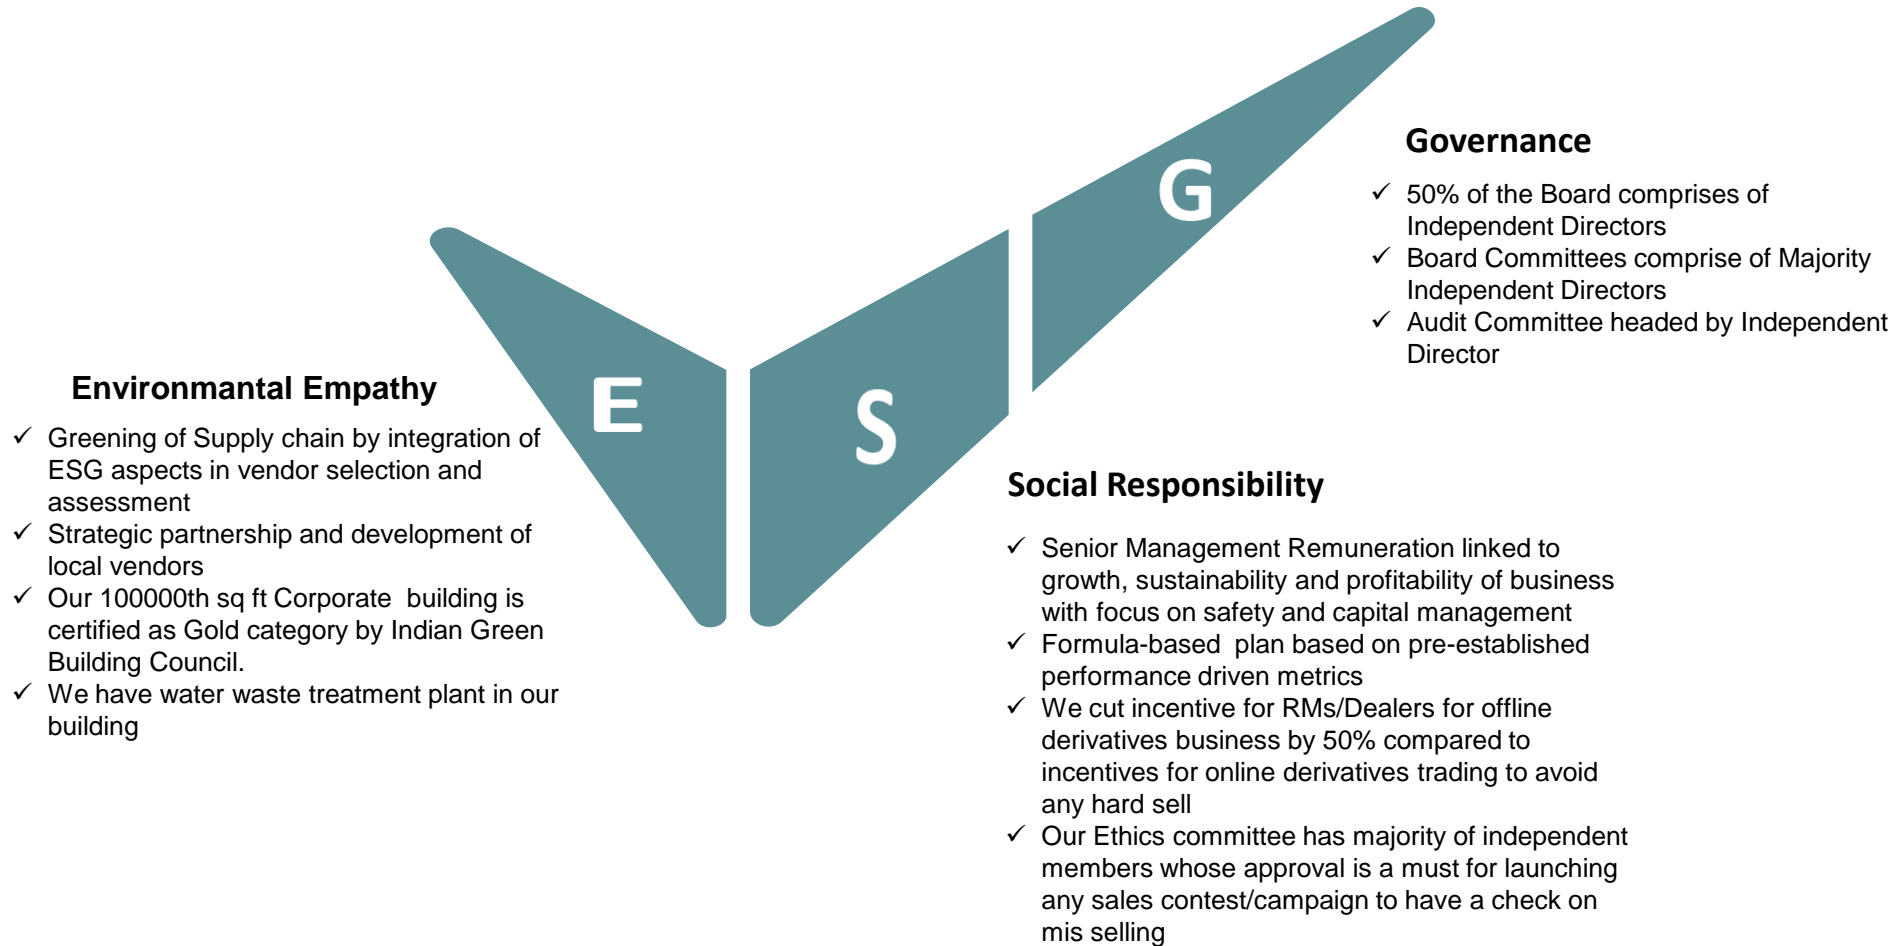 E
S
G
Environmantal Empathy
✓ Greening of Supply chain by integration of
ESG aspects in vendor selection and
assessment
✓ Strategic partnership and development of
local vendors
✓ Our 100000th sq ft Corporate  building is
certified as Gold category by Indian Green
Building Council.
✓ We have water waste treatment plant in our
building
Social Responsibility
✓ Senior Management Remuneration linked to
growth, sustainability and profitability of business
with focus on safety and capital management
✓ Formula-based  plan based on pre-established
performance driven metrics
✓ We cut incentive for RMs/Dealers for offline
derivatives business by 50% compared to
incentives for online derivatives trading to avoid
any hard sell
✓ Our Ethics committee has majority of independent
members whose approval is a must for launching
any sales contest/campaign to have a check on
mis selling
Governance
✓ 50% of the Board comprises of
Independent Directors
✓ Board Committees comprise of Majority
Independent Directors
✓ Audit Committee headed by Independent
Director